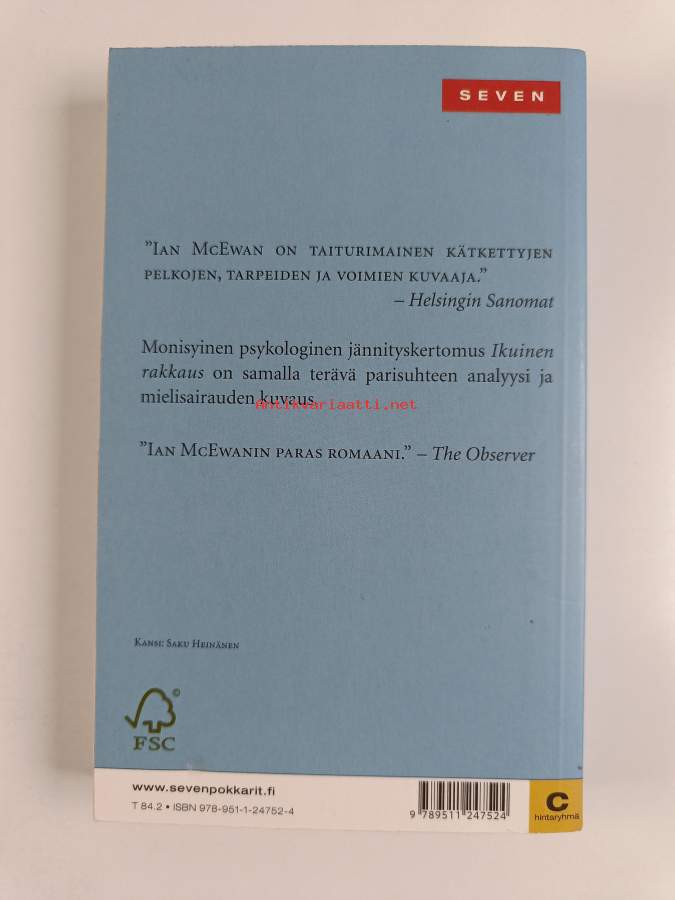 SEVEN
"IAN MCEWAN ON TAITURIMAINEN KÄTKETTYJEN
PELKOJEN, TARPEIDEN JA VOIMIEN KUVAAJA."
– Helsingin Sanomat
Monisyinen psykologinen jännityskertomus Ikuinen
rakkaus on samalla terävä parisuhteen analyysi ja
mielisairauden kuvaus.
Antikvariaatti.net
"IAN MCEWANIN PARAS ROMAANI." – The Observer
KANSI: SAKU HEINÄNEN
©
FSC
www.sevenpokkarit.fi
T 84.2 • ISBN 978-951-1-24752-4
9 789511 247524
C
hintaryhmä